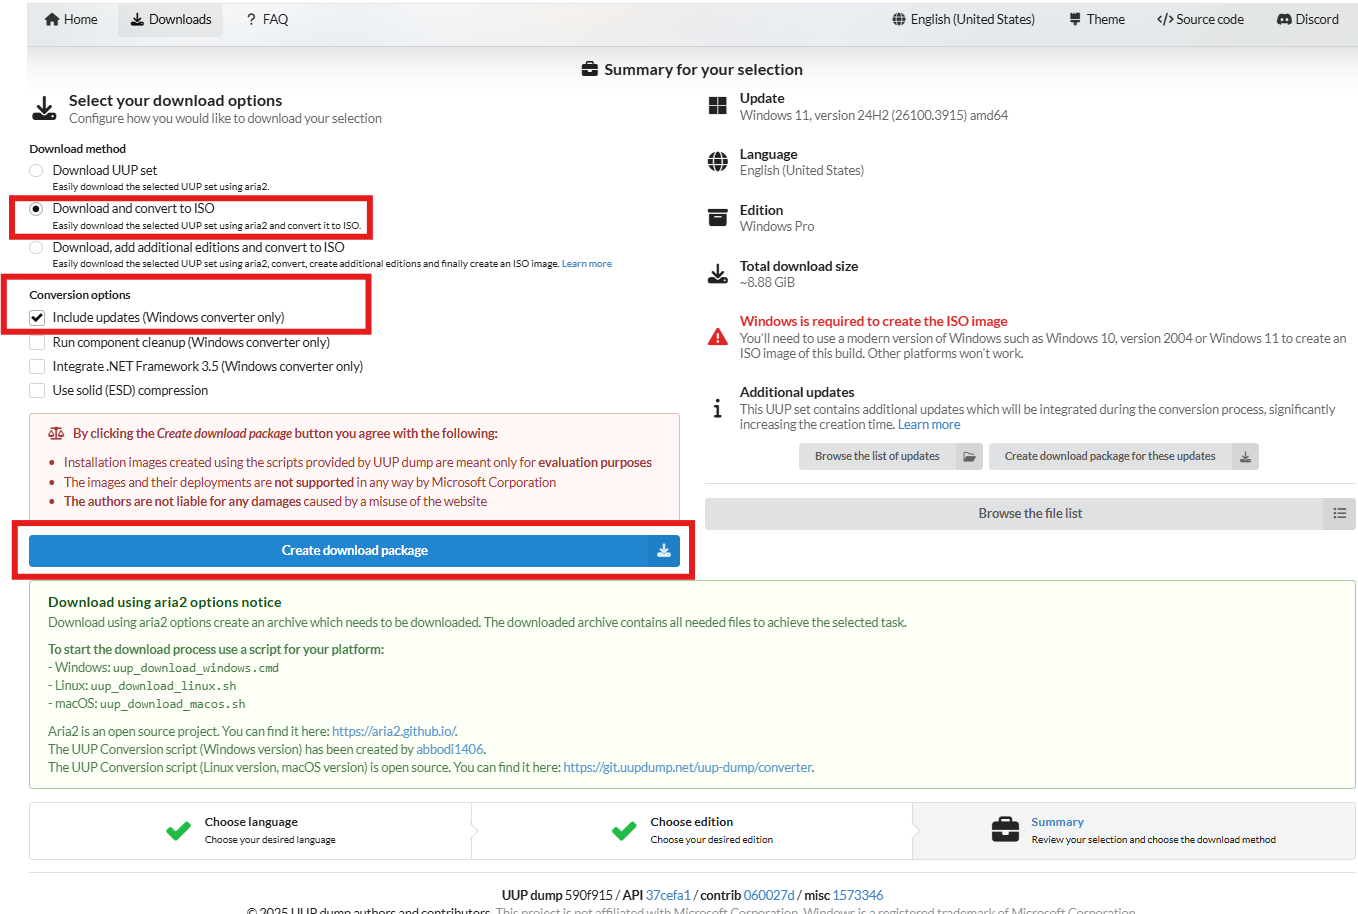 Home
Downloads
? FAQ
English (United States)
Theme
Source code
Discord
Summary for your selection
Select your download options
Configure how you would like to download your selection
Download method
Download UUP set
Easily download the selected UUP set using aria2.
Download and convert to ISO
Easily download the selected UUP set using aria2 and convert it to ISO.
Download, add additional editions and convert to ISO
Easily download the selected UUP set using aria2, convert, create additional editions and finally create an ISO image. Learn more
Conversion options
Include updates (Windows converter only)
Run component cleanup (Windows converter only)
Integrate .NET Framework 3.5 (Windows converter only)
Use solid (ESD) compression
By clicking the Create download package button you agree with the following:
• Installation images created using the scripts provided by UUP dump are meant only for evaluation purposes
• The images and their deployments are not supported in any way by Microsoft Corporation
• The authors are not liable for any damages caused by a misuse of the website
Create download package
Update
Windows 11, version 24H2 (26100.3915) amd64
Language
English (United States)
Edition
Windows Pro
Total download size
~8.88 GiB
Windows is required to create the ISO image
You'll need to use a modern version of Windows such as Windows 10, version 2004 or Windows 11 to create an
ISO image of this build. Other platforms won't work.
Additional updates
This UUP set contains additional updates which will be integrated during the conversion process, significantly
increasing the creation time. Learn more
Browse the list of updates
Create download package for these updates
Browse the file list
Download using aria2 options notice
Download using aria2 options create an archive which needs to be downloaded. The downloaded archive contains all needed files to achieve the selected task.
To start the download process use a script for your platform:
- Windows: uup_download_windows.cmd
- Linux: uup_download_linux.sh
- macOS: uup_download_macos.sh
Aria2 is an open source project. You can find it here: https://aria2.github.io/.
The UUP Conversion script (Windows version) has been created by abbodi1406.
The UUP Conversion script (Linux version, macOS version) is open source. You can find it here: https://git.uupdump.net/uup-dump/converter.
Choose language
Choose your desired language
Choose edition
Choose your desired edition
Summary
Review your selection and choose the download method
UUP dump 590f915 / API 37cefa1 / contrib 060027d / misc 1573346
© 2025 UUP dump authors and contributors. This project is not affiliated with Microsoft Corporation. Windows is a registered trademark of Microsoft Corporation.